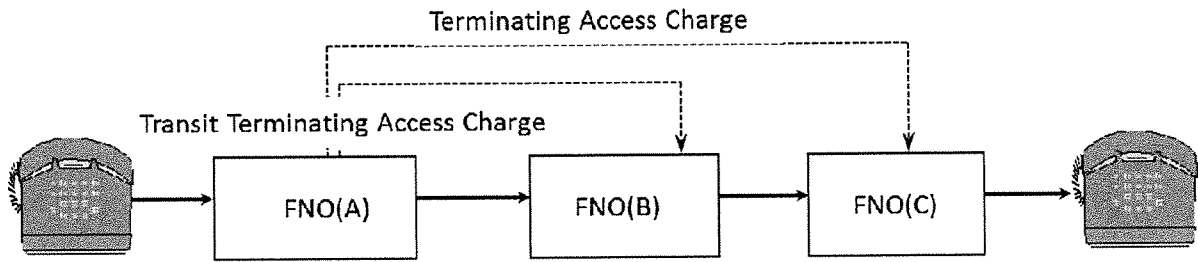 Terminating Access Charge
Transit Terminating Access Charge
FNO(A)
FNO(B)
FNO(C)